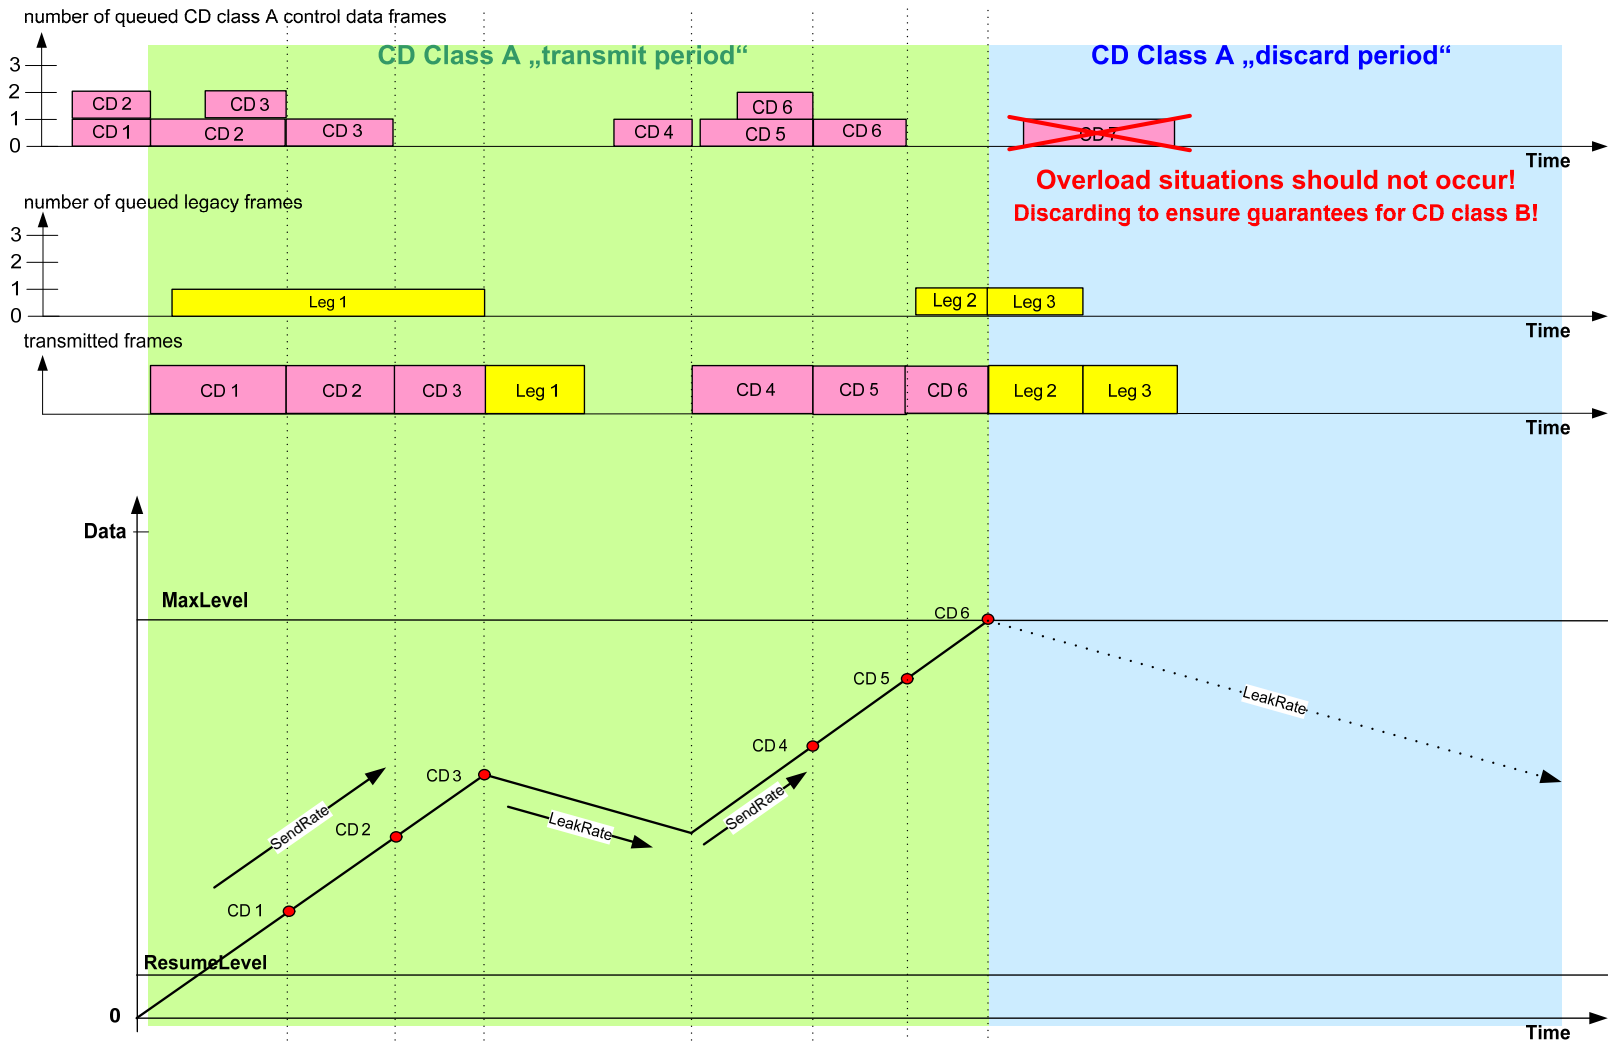 number of queued CD class A control data frames
CD Class A „transmit period“
CD Class A „discard period“
3
2
1
0
CD 2
CD 3
CD 1
CD 2
CD 3
CD 6
CD 4
CD 5
CD 6
CD 7
Time
Overload situations should not occur!
Discarding to ensure guarantees for CD class B!
number of queued legacy frames
3
2
1
0
Leg 1
Leg 2
Leg 3
Time
transmitted frames
CD 1
CD 2
CD 3
Leg 1
CD 4
CD 5
CD 6
Leg 2
Leg 3
Time
Data
MaxLevel
CD 6
CD 5
LeakRate
CD 4
CD 3
SendRate
SendRate
LeakRate
CD 2
CD 1
ResumeLevel
0
Time